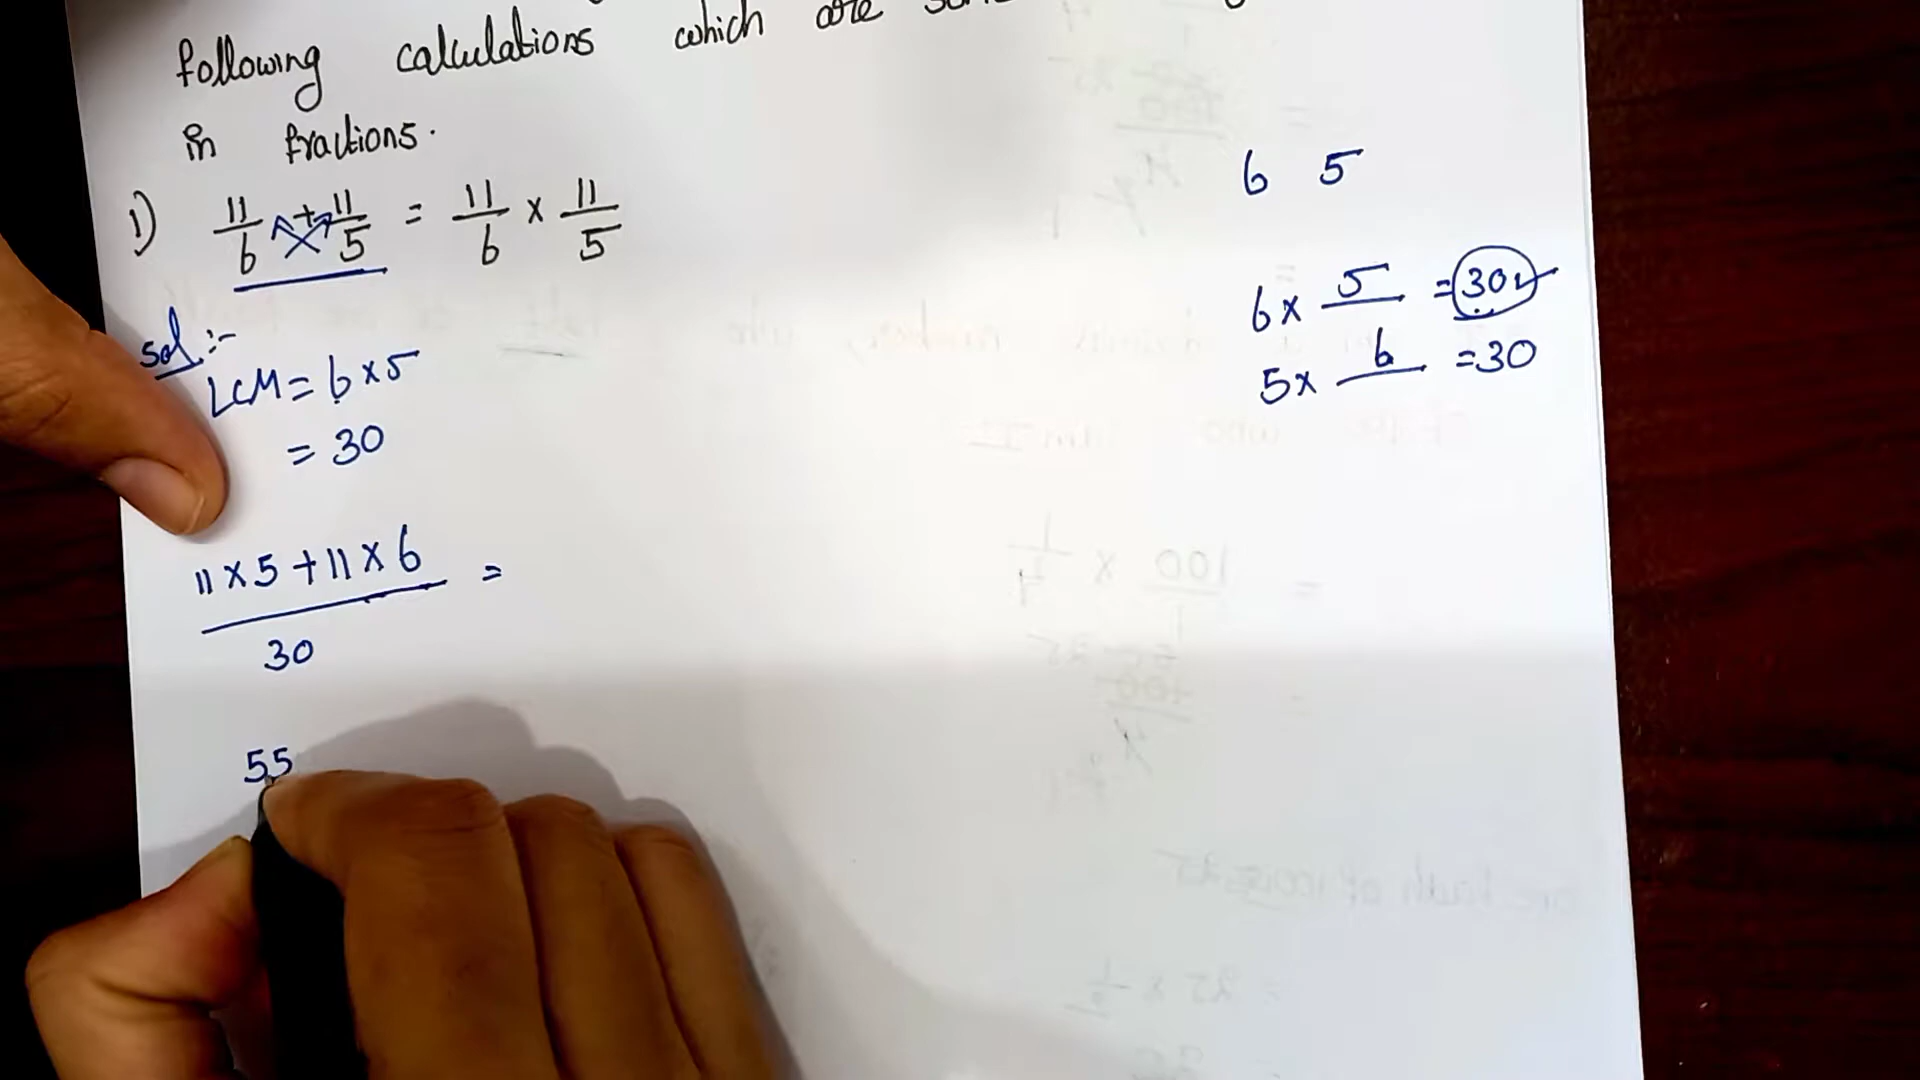 following calculations which are
in fractions.
1) 11/6 + 11/5 = 11/6 × 11/5
6 5
6 × 5 = 30
5 × 6 = 30
Sol:-
LCM = 6 × 5
= 30
11 × 5 + 11 × 6 / 30 =
55